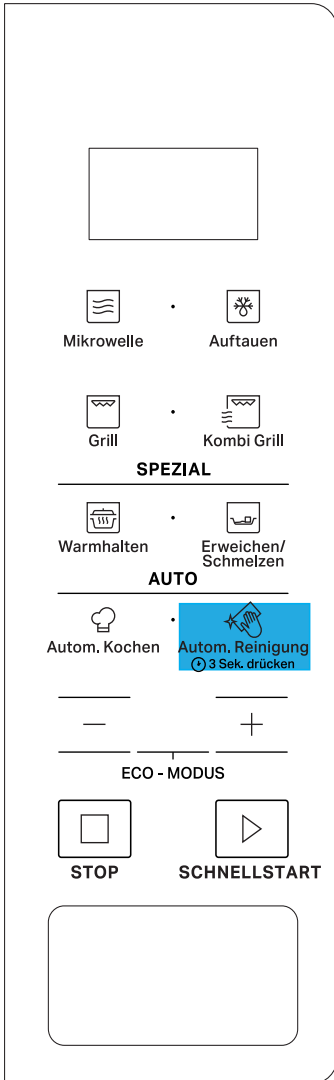 Mikrowelle
Auftauen
Grill
Kombi Grill
SPEZIAL
Warmhalten
Erweichen/
Schmelzen
AUTO
Autom. Kochen
Autom. Reinigung
3 Sek. drücken
ECO - MODUS
STOP
SCHNELLSTART